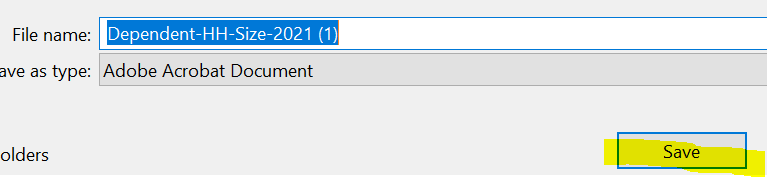 File name: Dependent-HH-Size-2021 (1)
ave as type: Adobe Acrobat Document
olders Save